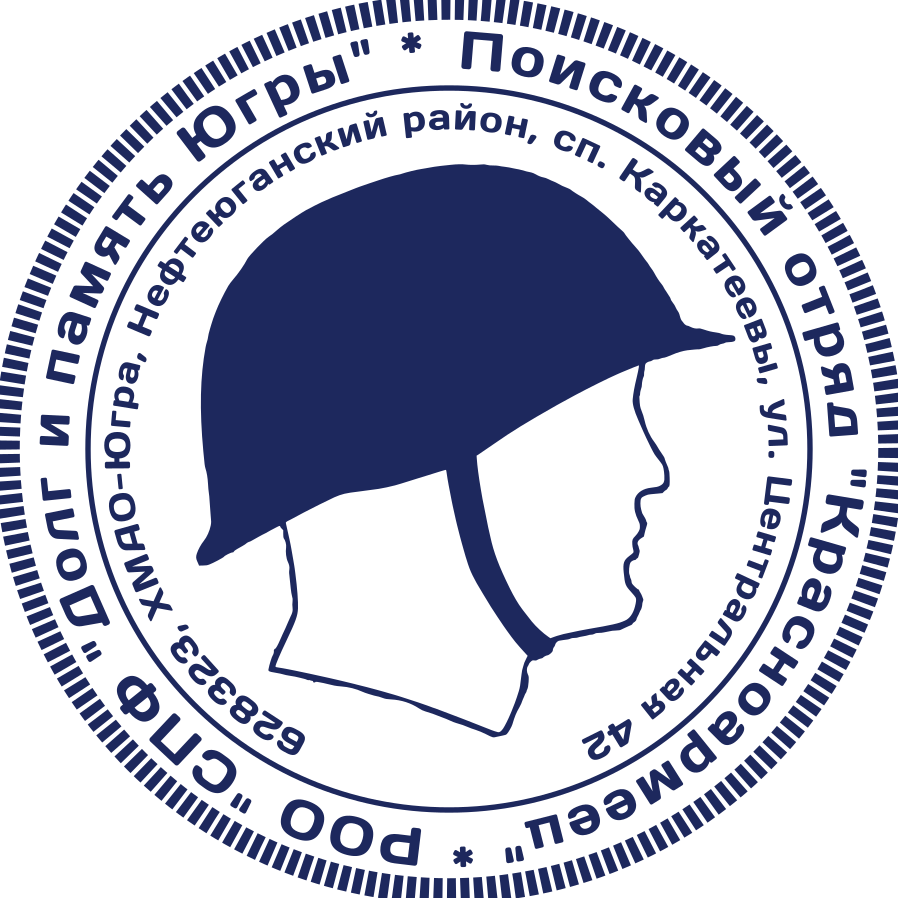 РОО "СПФ "Долг и память Югры" * Поисковый отряд "Красноармеец" *
628323, ХМАО-Югра, Нефтеюганский район, сп. Каркатеевы, ул. Центральная 42